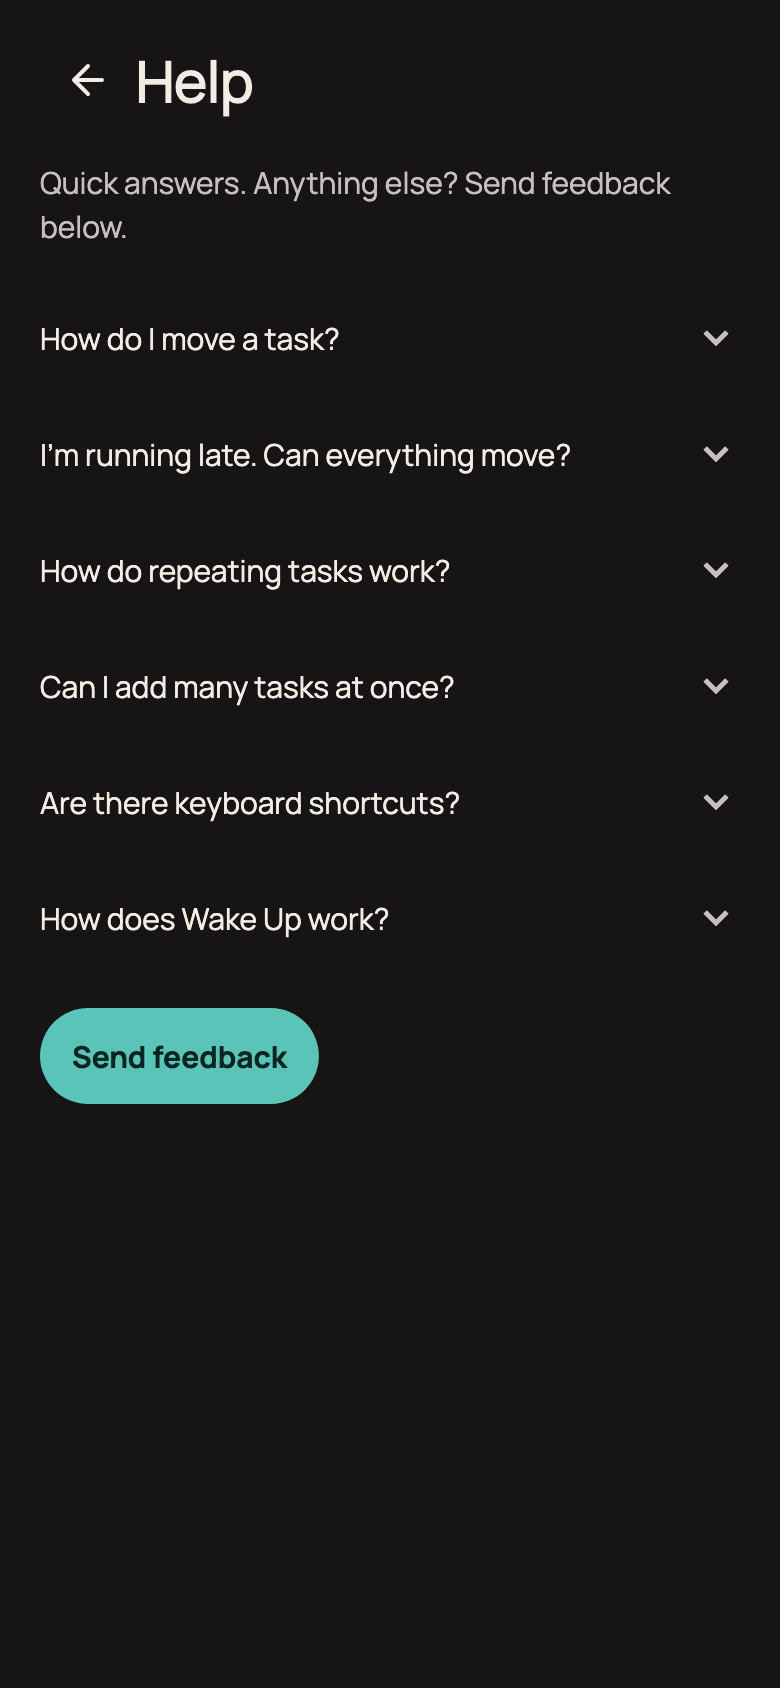 Help
Quick answers. Anything else? Send feedback
below.
How do I move a task?
I'm running late. Can everything move?
How do repeating tasks work?
Can I add many tasks at once?
Are there keyboard shortcuts?
How does Wake Up work?
Send feedback